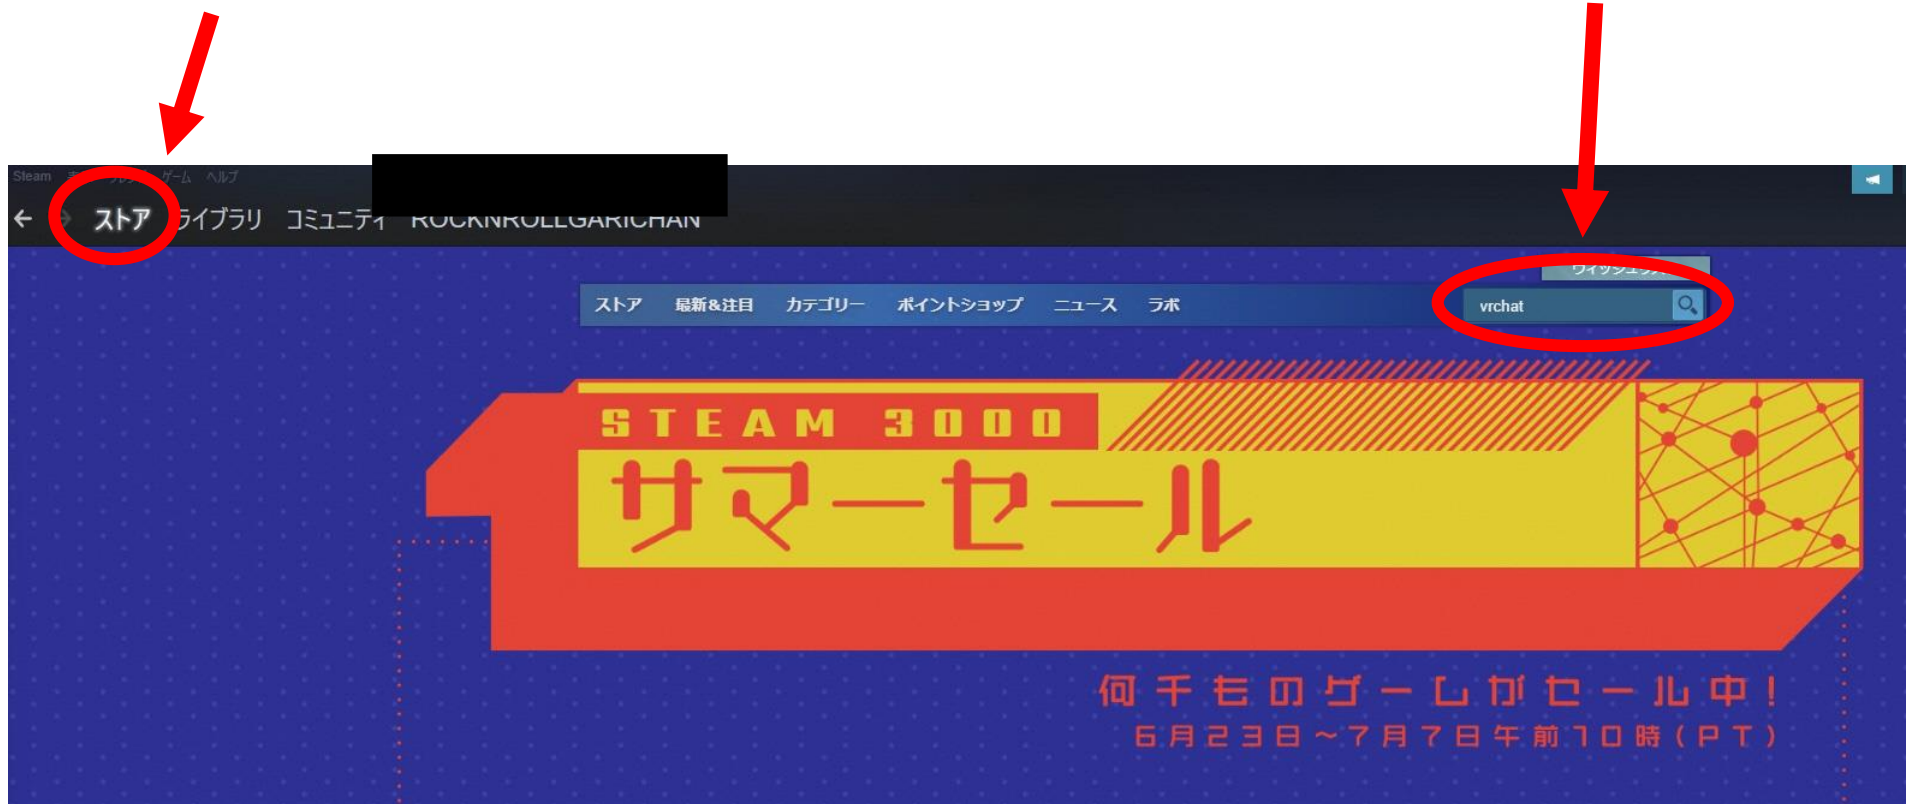 Steam ゲーム ヘルプ
ストア ライブラリ コミュニティ ROCKNROLLGARICHAN
ストア 最新&注目 カテゴリー ポイントショップ ニュース ラボ vrchat
STEAM 3000
サマーセール
何千ものゲームがセール中!
6月23日~7月7日午前10時(PT)